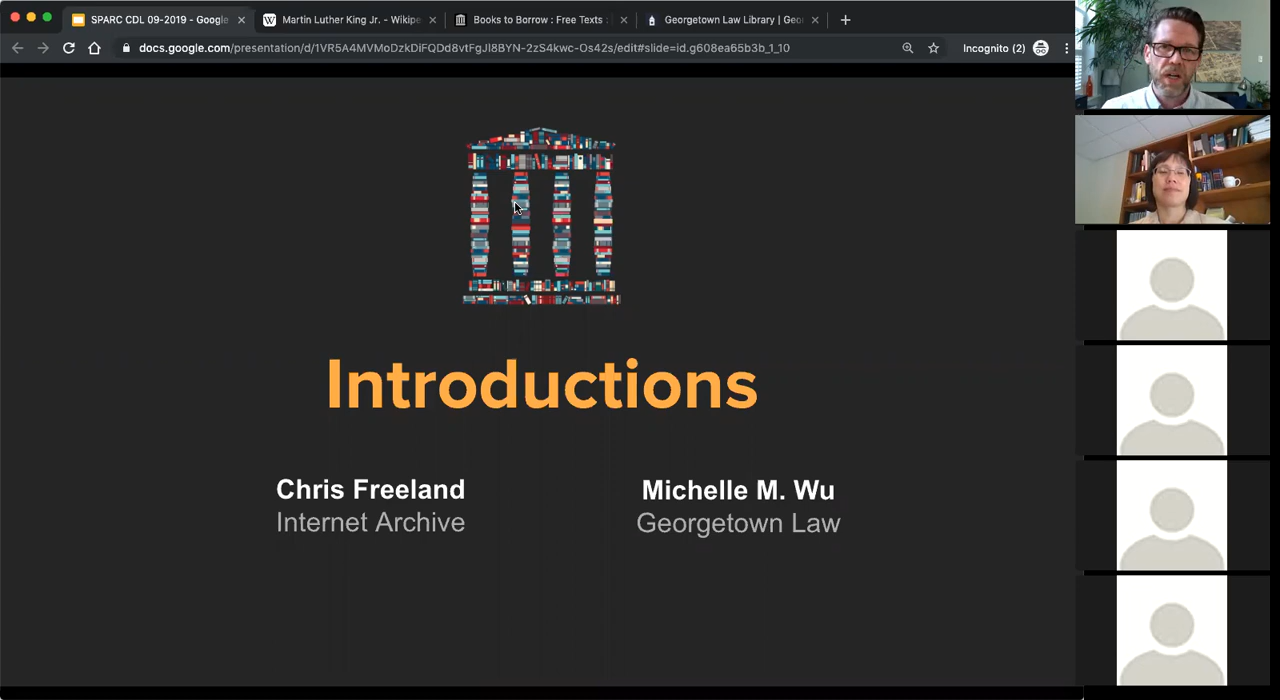 SPARC CDL 09-2019 - Google
Martin Luther King Jr. - Wikipe
Books to Borrow : Free Texts :
Georgetown Law Library | Geo
docs.google.com/presentation/d/1VR5A4MVMoDzkDiFQDd8vtFgJl8BYN-2zS4kwc-Os42s/edit#slide=id.g608ea65b3b_1_10
Incognito (2)
Introductions
Chris Freeland
Internet Archive
Michelle M. Wu
Georgetown Law